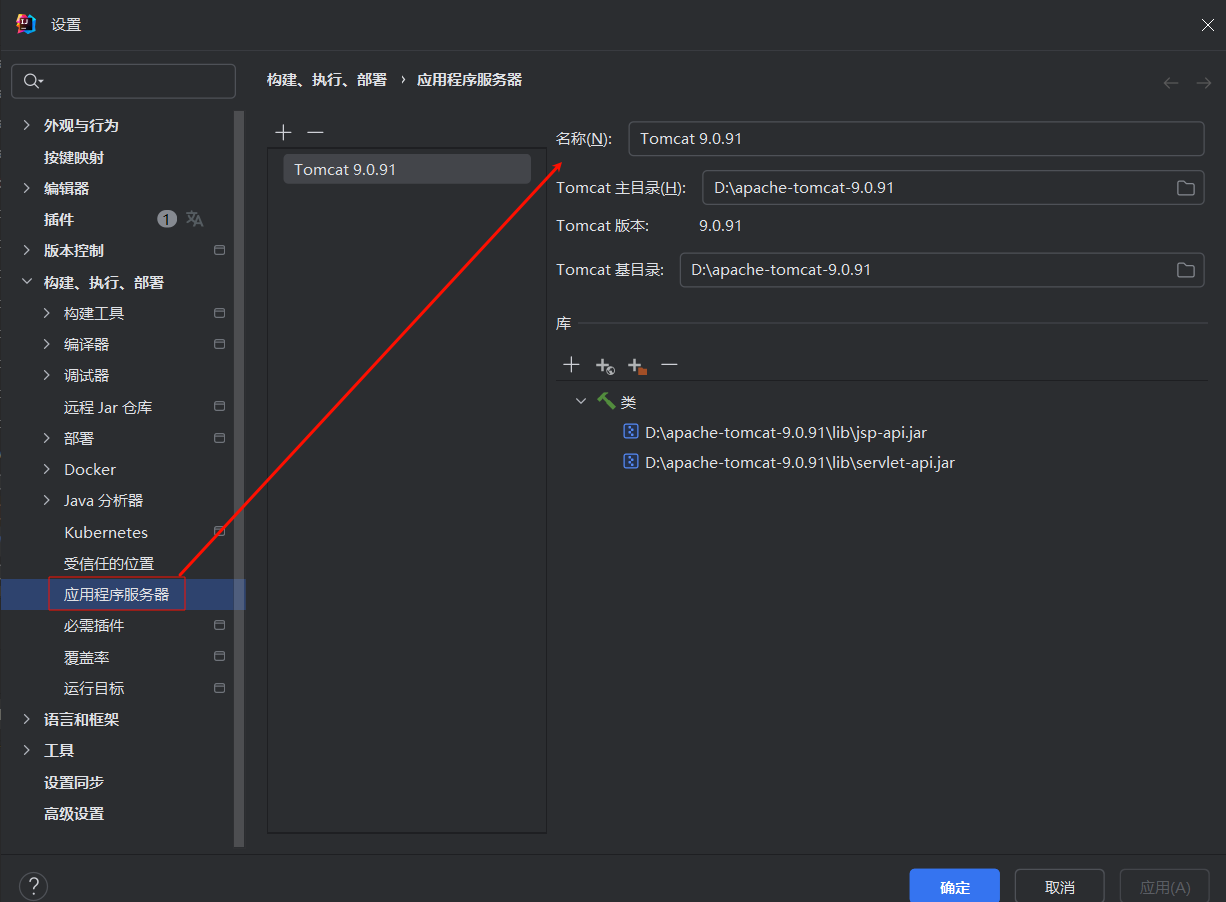 设置
构建、执行、部署 › 应用程序服务器
外观与行为
按键映射
编辑器
插件 1
版本控制
构建、执行、部署
构建工具
编译器
调试器
远程 Jar 仓库
部署
Docker
Java 分析器
Kubernetes
受信任的位置
应用程序服务器
必需插件
覆盖率
运行目标
语言和框架
工具
设置同步
高级设置
Tomcat 9.0.91
名称(N): Tomcat 9.0.91
Tomcat 主目录(H): D:\apache-tomcat-9.0.91
Tomcat 版本: 9.0.91
Tomcat 基目录: D:\apache-tomcat-9.0.91
库
类
D:\apache-tomcat-9.0.91\lib\jsp-api.jar
D:\apache-tomcat-9.0.91\lib\servlet-api.jar
?
确定
取消
应用(A)